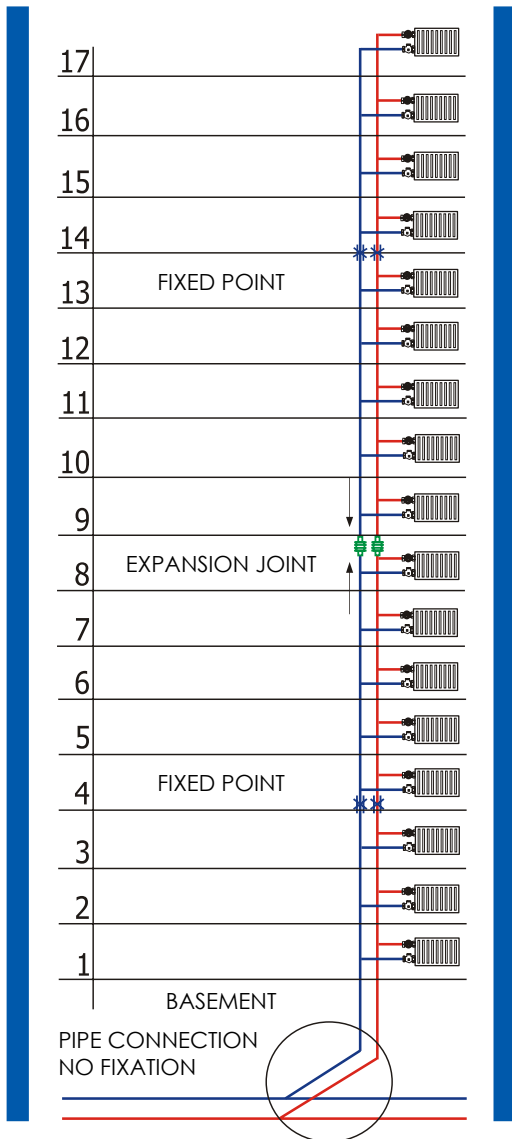 17
16
15
14
FIXED POINT
13
12
11
10
9
EXPANSION JOINT
8
7
6
5
FIXED POINT
4
3
2
1
BASEMENT
PIPE CONNECTION
NO FIXATION